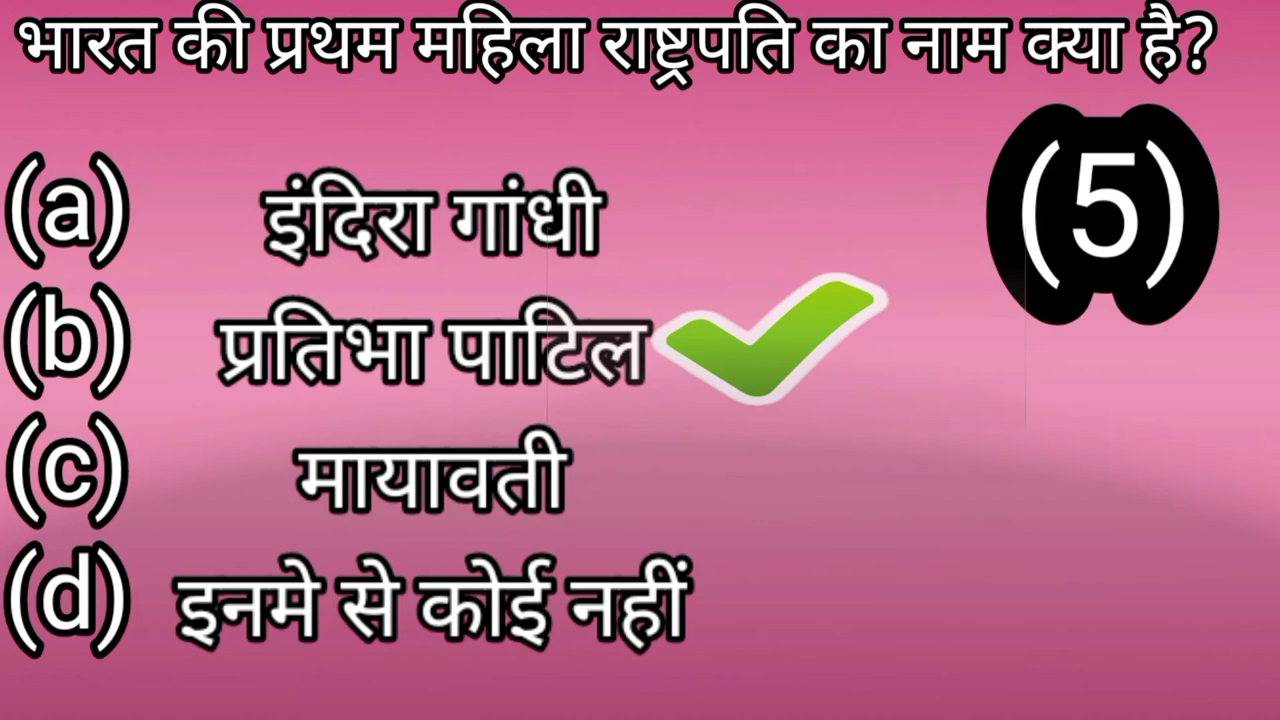 भारत की प्रथम महिला राष्ट्रपति का नाम क्या है?
(5)
(a) इंदिरा गांधी
(b) प्रतिभा पाटिल
(c) मायावती
(d) इनमे से कोई नहीं